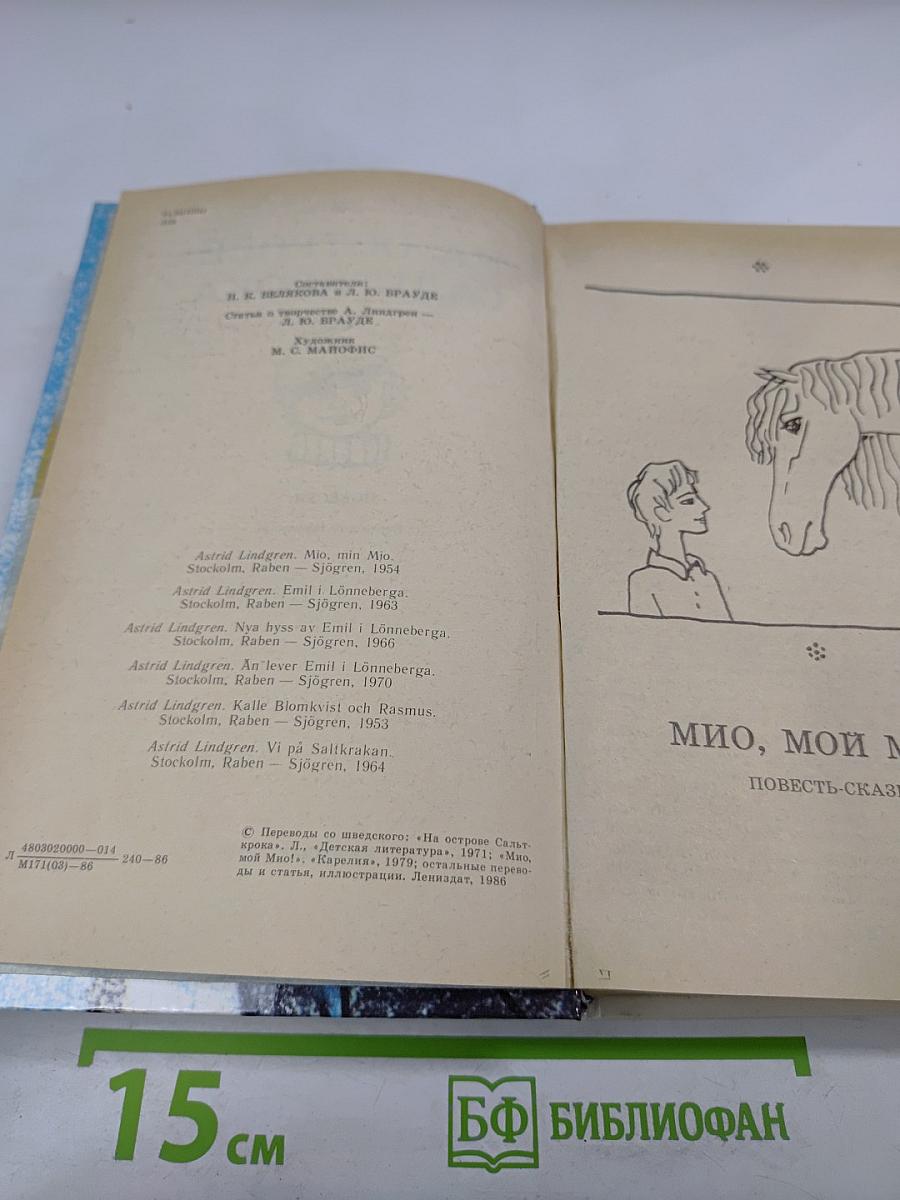 Составители:
Н. К. БЕЛЯКОВА и Л. Ю. БРАУДЕ
Статья о творчестве А. Линдгрен —
Л. Ю. БРАУДЕ
Художник
М. С. МАЙОФИС
Astrid Lindgren. Mio, min Mio.
Stockolm, Raben — Sjögren, 1954
Astrid Lindgren. Emil i Lönneberga.
Stockolm, Raben — Sjögren, 1963
Astrid Lindgren. Nya hyss av Emil i Lönneberga.
Stockolm, Raben — Sjögren, 1966
Astrid Lindgren. Än lever Emil i Lönneberga.
Stockolm, Raben — Sjögren, 1970
Astrid Lindgren. Kalle Blomkvist och Rasmus.
Stockolm, Raben — Sjögren, 1953
Astrid Lindgren. Vi på Saltkrakan.
Stockolm, Raben — Sjögren, 1964
Л 4803020000—014
М171(03)—86
240—86
© Переводы со шведского: «На острове Сальт-
крока». Л., «Детская литература», 1971; «Мио,
мой Мио!». «Карелия», 1979; остальные перево-
ды и статья, иллюстрации. Лениздат, 1986
МИО, МОЙ М
ПОВЕСТЬ-СКАЗ
15 см
БФ БИБЛИОФАН